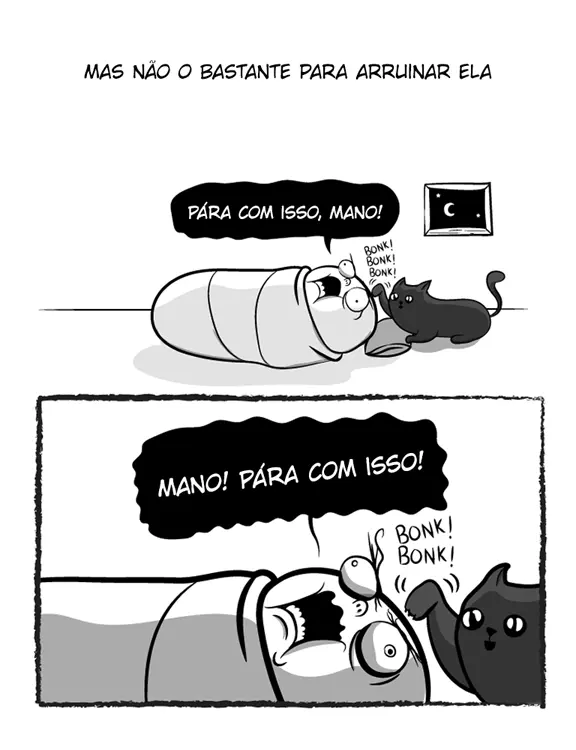 MAS NÃO O BASTANTE PARA ARRUINAR ELA
PÁRA COM ISSO, MANO!
BONK!
BONK!
BONK!
MANO! PÁRA COM ISSO!
BONK!
BONK!